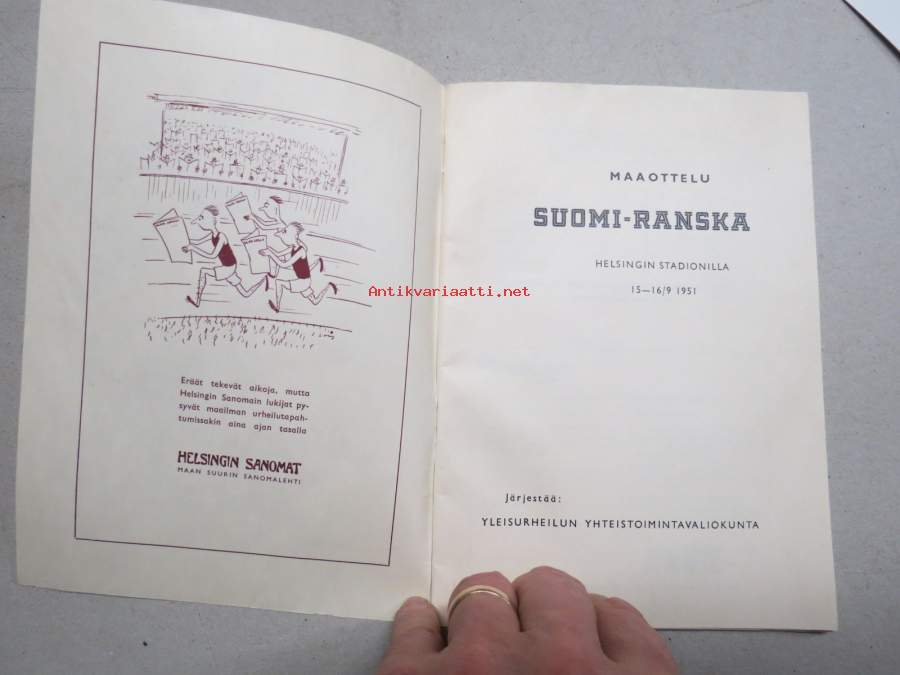 Eräät tekevät aikoja, mutta
Helsingin Sanomain lukijat py-
syvät maailman urheilutapah-
tumissakin aina ajan tasalla
HELSINGIN SANOMAT
MAAN SUURIN SANOMALEHTI
MAAOTTELU
SUOMI-RANSKA
HELSINGIN STADIONILLA
15—16/9 1951
Järjestää:
YLEISURHEILUN YHTEISTOIMINTAVALIOKUNTA
Antikvariaatti.net